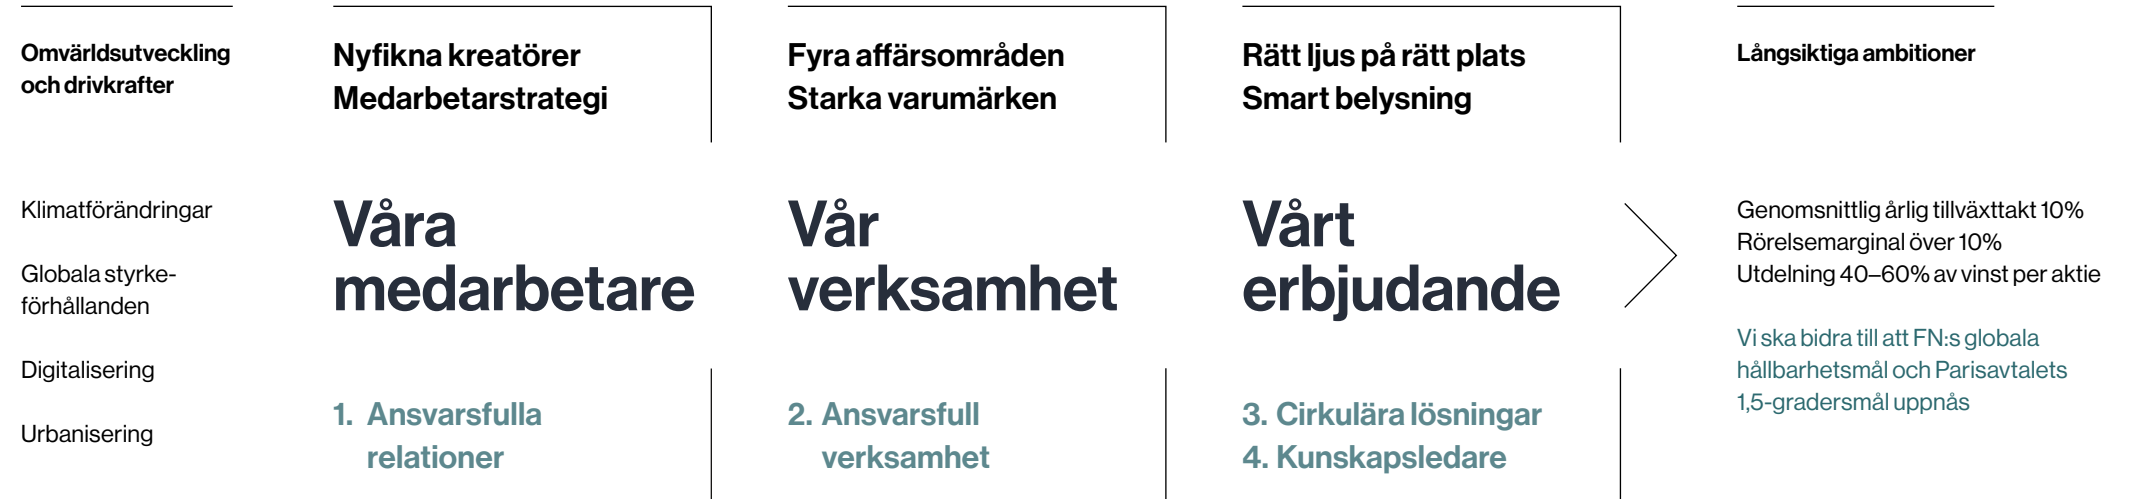 Omvärldsutveckling
och drivkrafter
Klimatförändringar
Globala styrke-
förhållanden
Digitalisering
Urbanisering
Nyfikna kreatörer
Medarbetarstrategi
Våra
medarbetare
1. Ansvarsfulla
relationer
Fyra affärsområden
Starka varumärken
Vår
verksamhet
2. Ansvarsfull
verksamhet
Rätt ljus på rätt plats
Smart belysning
Vårt
erbjudande
3. Cirkulära lösningar
4. Kunskapsledare
Långsiktiga ambitioner
Genomsnittlig årlig tillväxttakt 10%
Rörelsemarginal över 10%
Utdelning 40–60% av vinst per aktie
Vi ska bidra till att FN:s globala
hållbarhetsmål och Parisavtalets
1,5-gradersmål uppnås